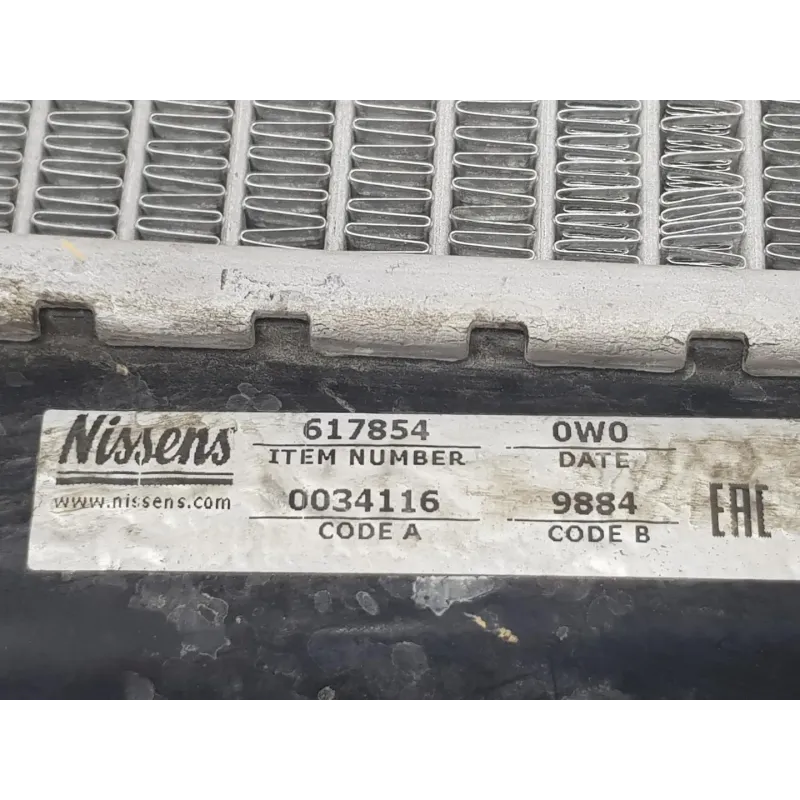 Nissens
www.nissens.com
617854
ITEM NUMBER
0W0
DATE
0034116
CODE A
9884
CODE B
EAC